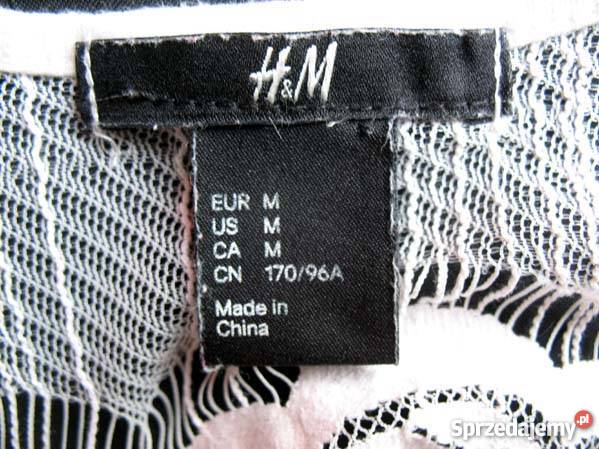 H&M
EUR M
US M
CA M
CN 170/96A
Made in
China
Sprzedajemy.pl